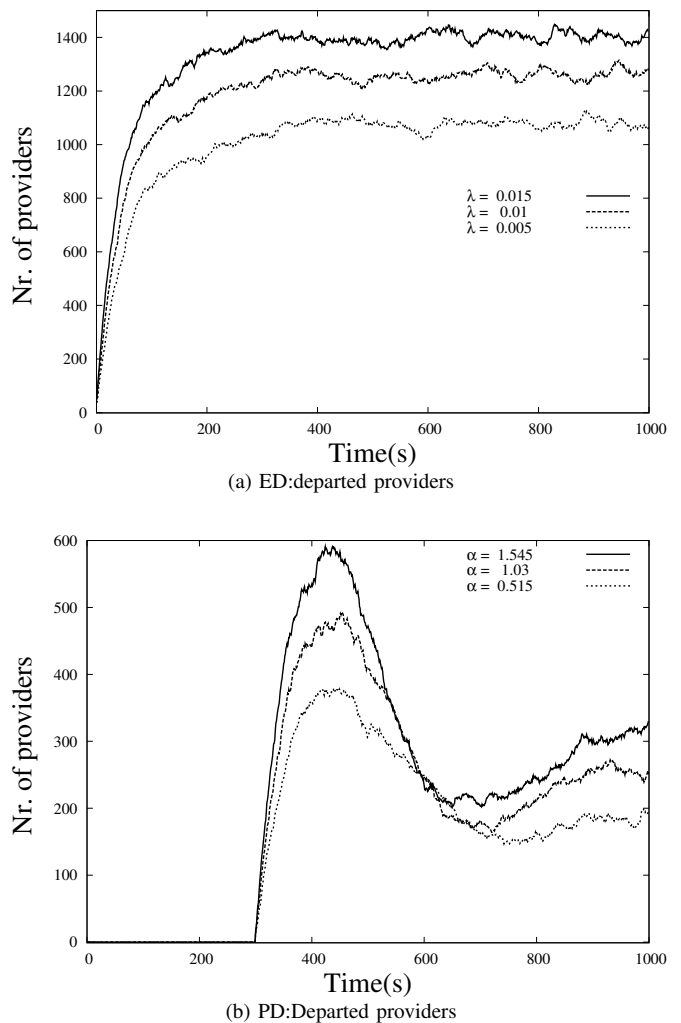 1400
1200
1000
800
600
400
200
0
Nr. of providers
λ = 0.015
λ = 0.01
λ = 0.005
0 200 400 600 800 1000
Time(s)
(a) ED:departed providers
600
500
400
300
200
100
0
Nr. of providers
α = 1.545
α = 1.03
α = 0.515
0 200 400 600 800 1000
Time(s)
(b) PD:Departed providers